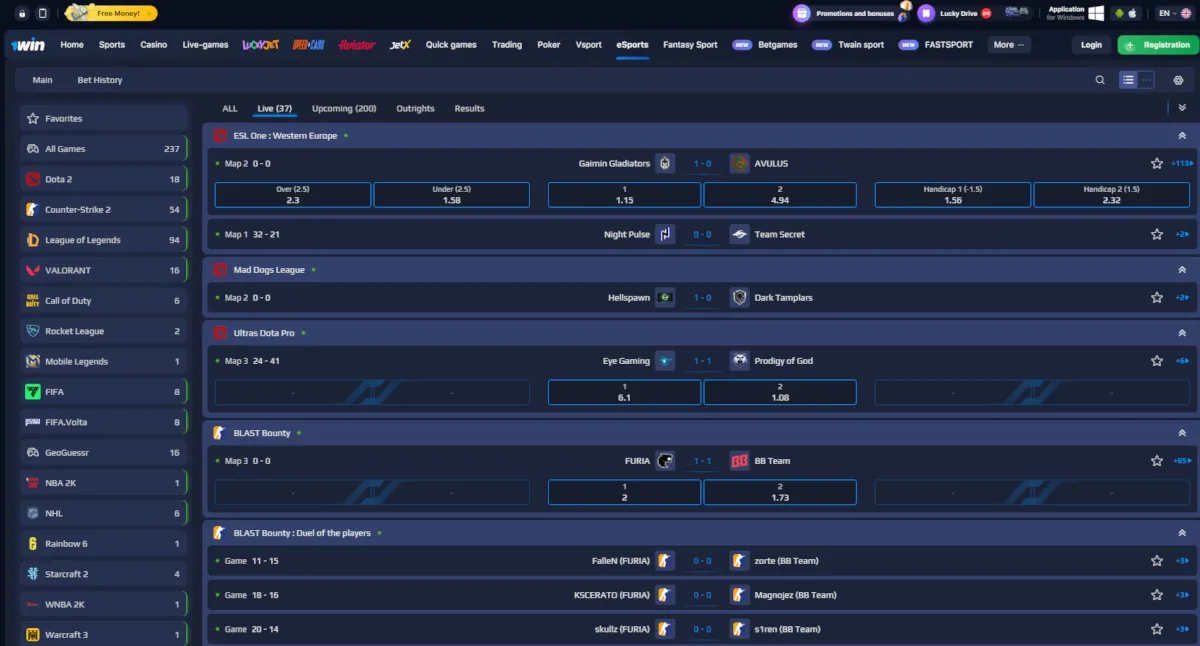 Free Money!
Promotions and bonuses
Lucky Drive
Application for Windows
EN
1win
Home Sports Casino Live-games LUCKYJET SPEED-CASH Aviator JetX Quick games Trading Poker Vsport eSports Fantasy Sport NEW Betgames NEW Twain sport NEW FASTSPORT More ···
Login
Registration
Main Bet History
ALL Live (37) Upcoming (200) Outrights Results
Favorites
All Games 237
Dota 2 18
Counter-Strike 2 54
League of Legends 94
VALORANT 16
Call of Duty 6
Rocket League 2
Mobile Legends 1
FIFA 8
FIFA.Volta 8
GeoGuessr 16
NBA 2K 1
NHL 6
Rainbow 6 1
Starcraft 2 4
WNBA 2K 1
Warcraft 3 1
ESL One : Western Europe
Map 2 0 - 0 Gaimin Gladiators 1 - 0 AVULUS +113
Over (2.5) 2.3
Under (2.5) 1.58
1 1.15
2 4.94
Handicap 1 (-1.5) 1.56
Handicap 2 (1.5) 2.32
Map 1 32 - 21 Night Pulse 0 - 0 Team Secret +2
Mad Dogs League
Map 2 0 - 0 Hellspawn 1 - 0 Dark Tamplars +2
Ultras Dota Pro
Map 3 24 - 41 Eye Gaming 1 - 1 Prodigy of God +6
- -
1 6.1
2 1.08
- -
BLAST Bounty
Map 3 0 - 0 FURIA 1 - 1 BB BB Team +65
- -
1 2
2 1.73
- -
BLAST Bounty : Duel of the players
Game 11 - 15 FalleN (FURIA) 0 - 0 zorte (BB Team) +3
Game 18 - 16 KSCERATO (FURIA) 0 - 0 Magnojez (BB Team) +3
Game 20 - 14 skullz (FURIA) 0 - 0 s1ren (BB Team) +3